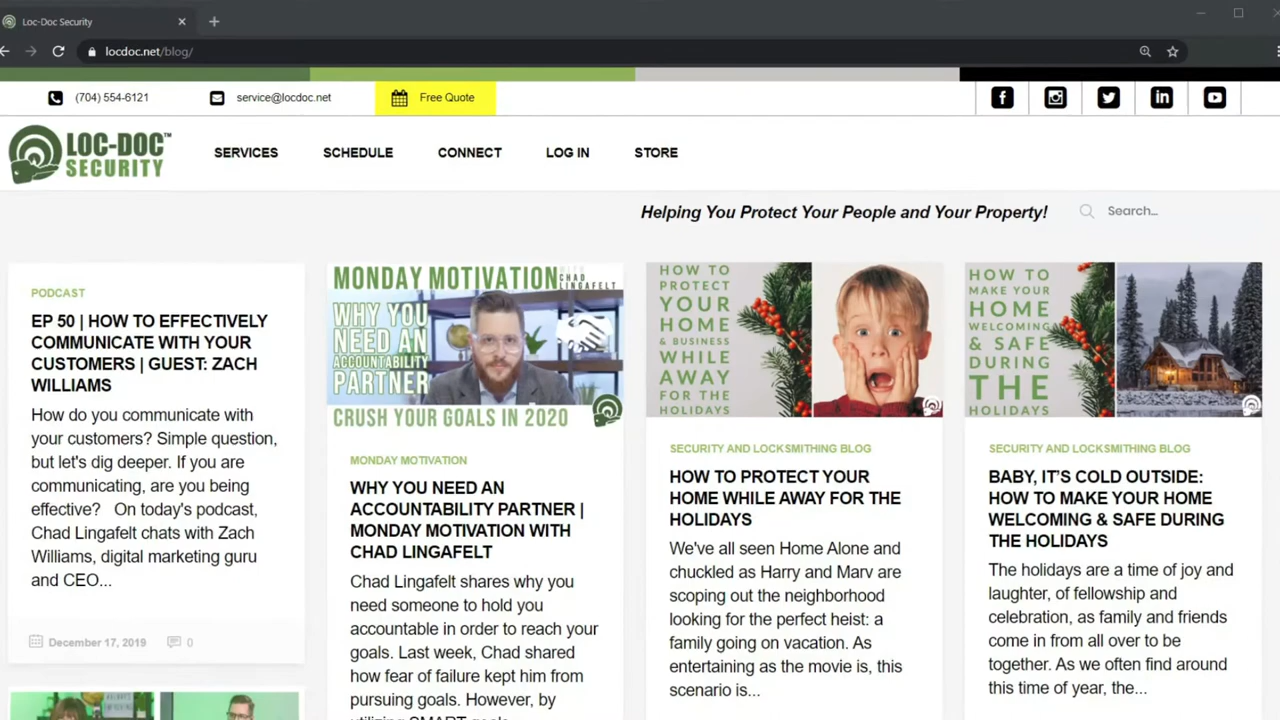 Loc-Doc Security
locdoc.net/blog/
(704) 554-6121
service@locdoc.net
Free Quote
LOC-DOC™
SECURITY
SERVICES
SCHEDULE
CONNECT
LOG IN
STORE
Helping You Protect Your People and Your Property!
Search...
PODCAST
EP 50 | HOW TO EFFECTIVELY
COMMUNICATE WITH YOUR
CUSTOMERS | GUEST: ZACH
WILLIAMS
How do you communicate with
your customers? Simple question,
but let's dig deeper. If you are
communicating, are you being
effective? On today's podcast,
Chad Lingafelt chats with Zach
Williams, digital marketing guru
and CEO...
December 17, 2019
0
MONDAY MOTIVATION
WITH
CHAD
LINGAFELT
WHY YOU
NEED AN
ACCOUNTABILITY
PARTNER
CRUSH YOUR GOALS IN 2020
MONDAY MOTIVATION
WHY YOU NEED AN
ACCOUNTABILITY PARTNER |
MONDAY MOTIVATION WITH
CHAD LINGAFELT
Chad Lingafelt shares why you
need someone to hold you
accountable in order to reach your
goals. Last week, Chad shared
how fear of failure kept him from
pursuing goals. However, by
utilizing SMART goals
HOW TO
PROTECT
YOUR
HOME
& BUSINESS
WHILE
AWAY
FOR THE
HOLIDAYS
SECURITY AND LOCKSMITHING BLOG
HOW TO PROTECT YOUR
HOME WHILE AWAY FOR THE
HOLIDAYS
We've all seen Home Alone and
chuckled as Harry and Marv are
scoping out the neighborhood
looking for the perfect heist: a
family going on vacation. As
entertaining as the movie is, this
scenario is...
HOW TO
MAKE YOUR
HOME
WELCOMING
& SAFE
DURING
THE
HOLIDAYS
SECURITY AND LOCKSMITHING BLOG
BABY, IT'S COLD OUTSIDE:
HOW TO MAKE YOUR HOME
WELCOMING & SAFE DURING
THE HOLIDAYS
The holidays are a time of joy and
laughter, of fellowship and
celebration, as family and friends
come in from all over to be
together. As we often find around
this time of year, the...